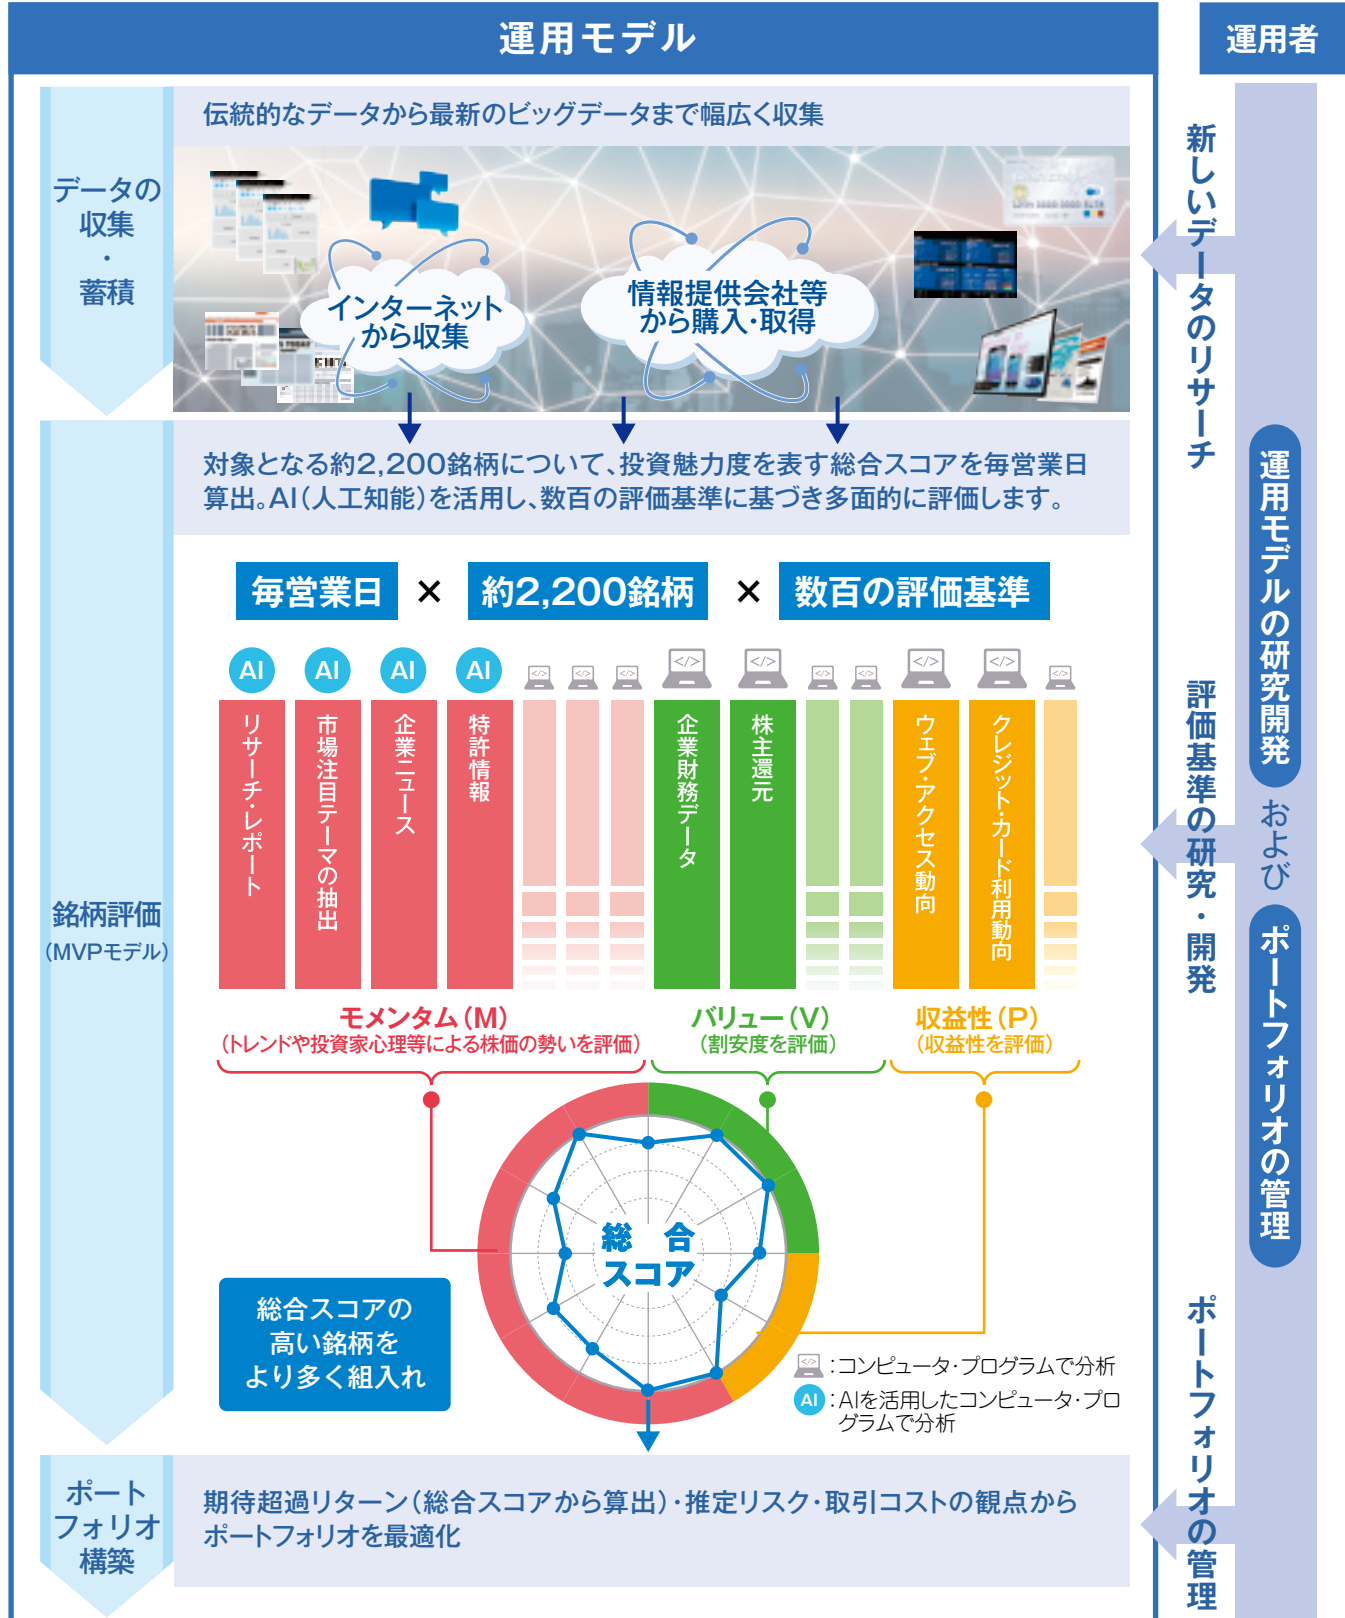 運用モデル
運用者
データの
収集
・
蓄積
伝統的なデータから最新のビッグデータまで幅広く収集
インターネット
から収集
情報提供会社等
から購入・取得
新しいデータのリサーチ
銘柄評価
(MVPモデル)
対象となる約2,200銘柄について、投資魅力度を表す総合スコアを毎営業日
算出。AI(人工知能)を活用し、数百の評価基準に基づき多面的に評価します。
毎営業日 × 約2,200銘柄 × 数百の評価基準
AI AI AI AI </> </> </> </> </> </> </> </> </> </>
リサーチ・レポート
市場注目テーマの抽出
企業ニュース
特許情報
企業財務データ
株主還元
ウェブ・アクセス動向
クレジット・カード利用動向
モメンタム(M)
(トレンドや投資家心理等による株価の勢いを評価)
バリュー(V)
(割安度を評価)
収益性(P)
(収益性を評価)
総 合
スコア
総合スコアの
高い銘柄を
より多く組入れ
</> :コンピュータ・プログラムで分析
AI :AIを活用したコンピュータ・プロ
グラムで分析
評価基準の研究・開発
運用モデルの研究開発
および
ポートフォリオの管理
ポート
フォリオ
構築
期待超過リターン(総合スコアから算出)・推定リスク・取引コストの観点から
ポートフォリオを最適化
ポートフォリオの管理